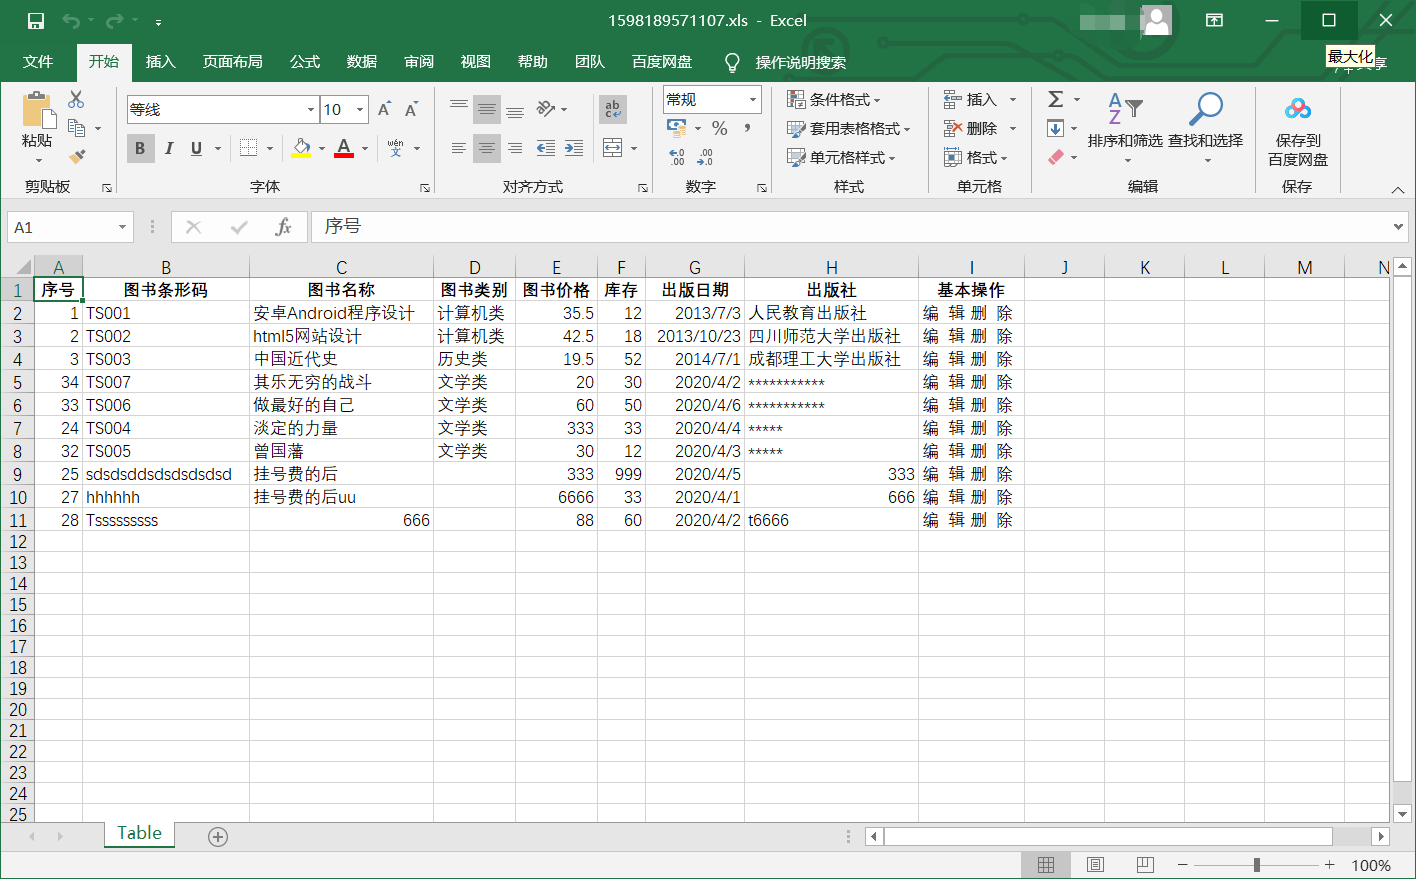 1598189571107.xls - Excel
文件 开始 插入 页面布局 公式 数据 审阅 视图 帮助 团队 百度网盘 操作说明搜索
最大化
粘贴
剪贴板
等线 10
B I U A wén 文
字体
ab
对齐方式
常规
% ,
数字
条件格式
套用表格格式
单元格样式
样式
插入
删除
格式
单元格
排序和筛选 查找和选择
编辑
保存到
百度网盘
保存
A1 fx 序号
A B C D E F G H I J K L M N
1 序号 图书条形码 图书名称 图书类别 图书价格 库存 出版日期 出版社 基本操作
2 1 TS001 安卓Android程序设计 计算机类 35.5 12 2013/7/3 人民教育出版社 编 辑 删 除
3 2 TS002 html5网站设计 计算机类 42.5 18 2013/10/23 四川师范大学出版社 编 辑 删 除
4 3 TS003 中国近代史 历史类 19.5 52 2014/7/1 成都理工大学出版社 编 辑 删 除
5 34 TS007 其乐无穷的战斗 文学类 20 30 2020/4/2 *********** 编 辑 删 除
6 33 TS006 做最好的自己 文学类 60 50 2020/4/6 *********** 编 辑 删 除
7 24 TS004 淡定的力量 文学类 333 33 2020/4/4 ***** 编 辑 删 除
8 32 TS005 曾国藩 文学类 30 12 2020/4/3 ***** 编 辑 删 除
9 25 sdsdsddsdsdsdsdsd 挂号费的后 333 999 2020/4/5 333 编 辑 删 除
10 27 hhhhhh 挂号费的后uu 6666 33 2020/4/1 666 编 辑 删 除
11 28 Tsssssssss 666 88 60 2020/4/2 t6666 编 辑 删 除
12
13
14
15
16
17
18
19
20
21
22
23
24
25
Table
100%